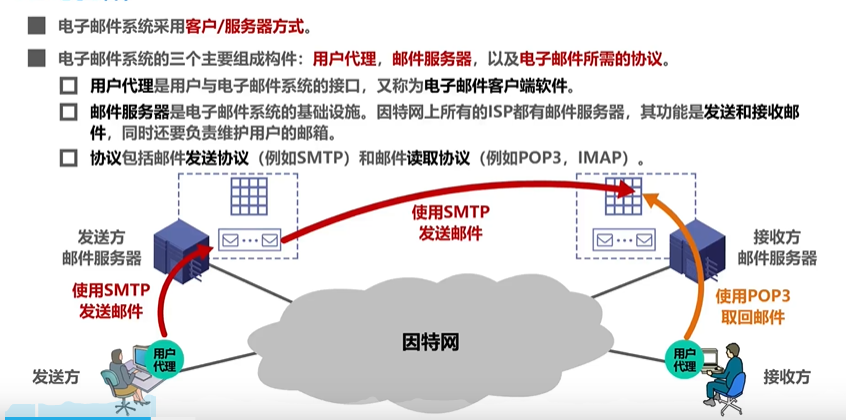 电子邮件系统采用客户/服务器方式。
电子邮件系统的三个主要组成构件：用户代理，邮件服务器，以及电子邮件所需的协议。
用户代理是用户与电子邮件系统的接口，又称为电子邮件客户端软件。
邮件服务器是电子邮件系统的基础设施。因特网上所有的ISP都有邮件服务器，其功能是发送和接收邮
件，同时还要负责维护用户的邮箱。
协议包括邮件发送协议（例如SMTP）和邮件读取协议（例如POP3，IMAP）。
使用SMTP
发送邮件
发送方
邮件服务器
接收方
邮件服务器
使用SMTP
发送邮件
使用POP3
取回邮件
因特网
用户
代理
用户
代理
发送方
接收方